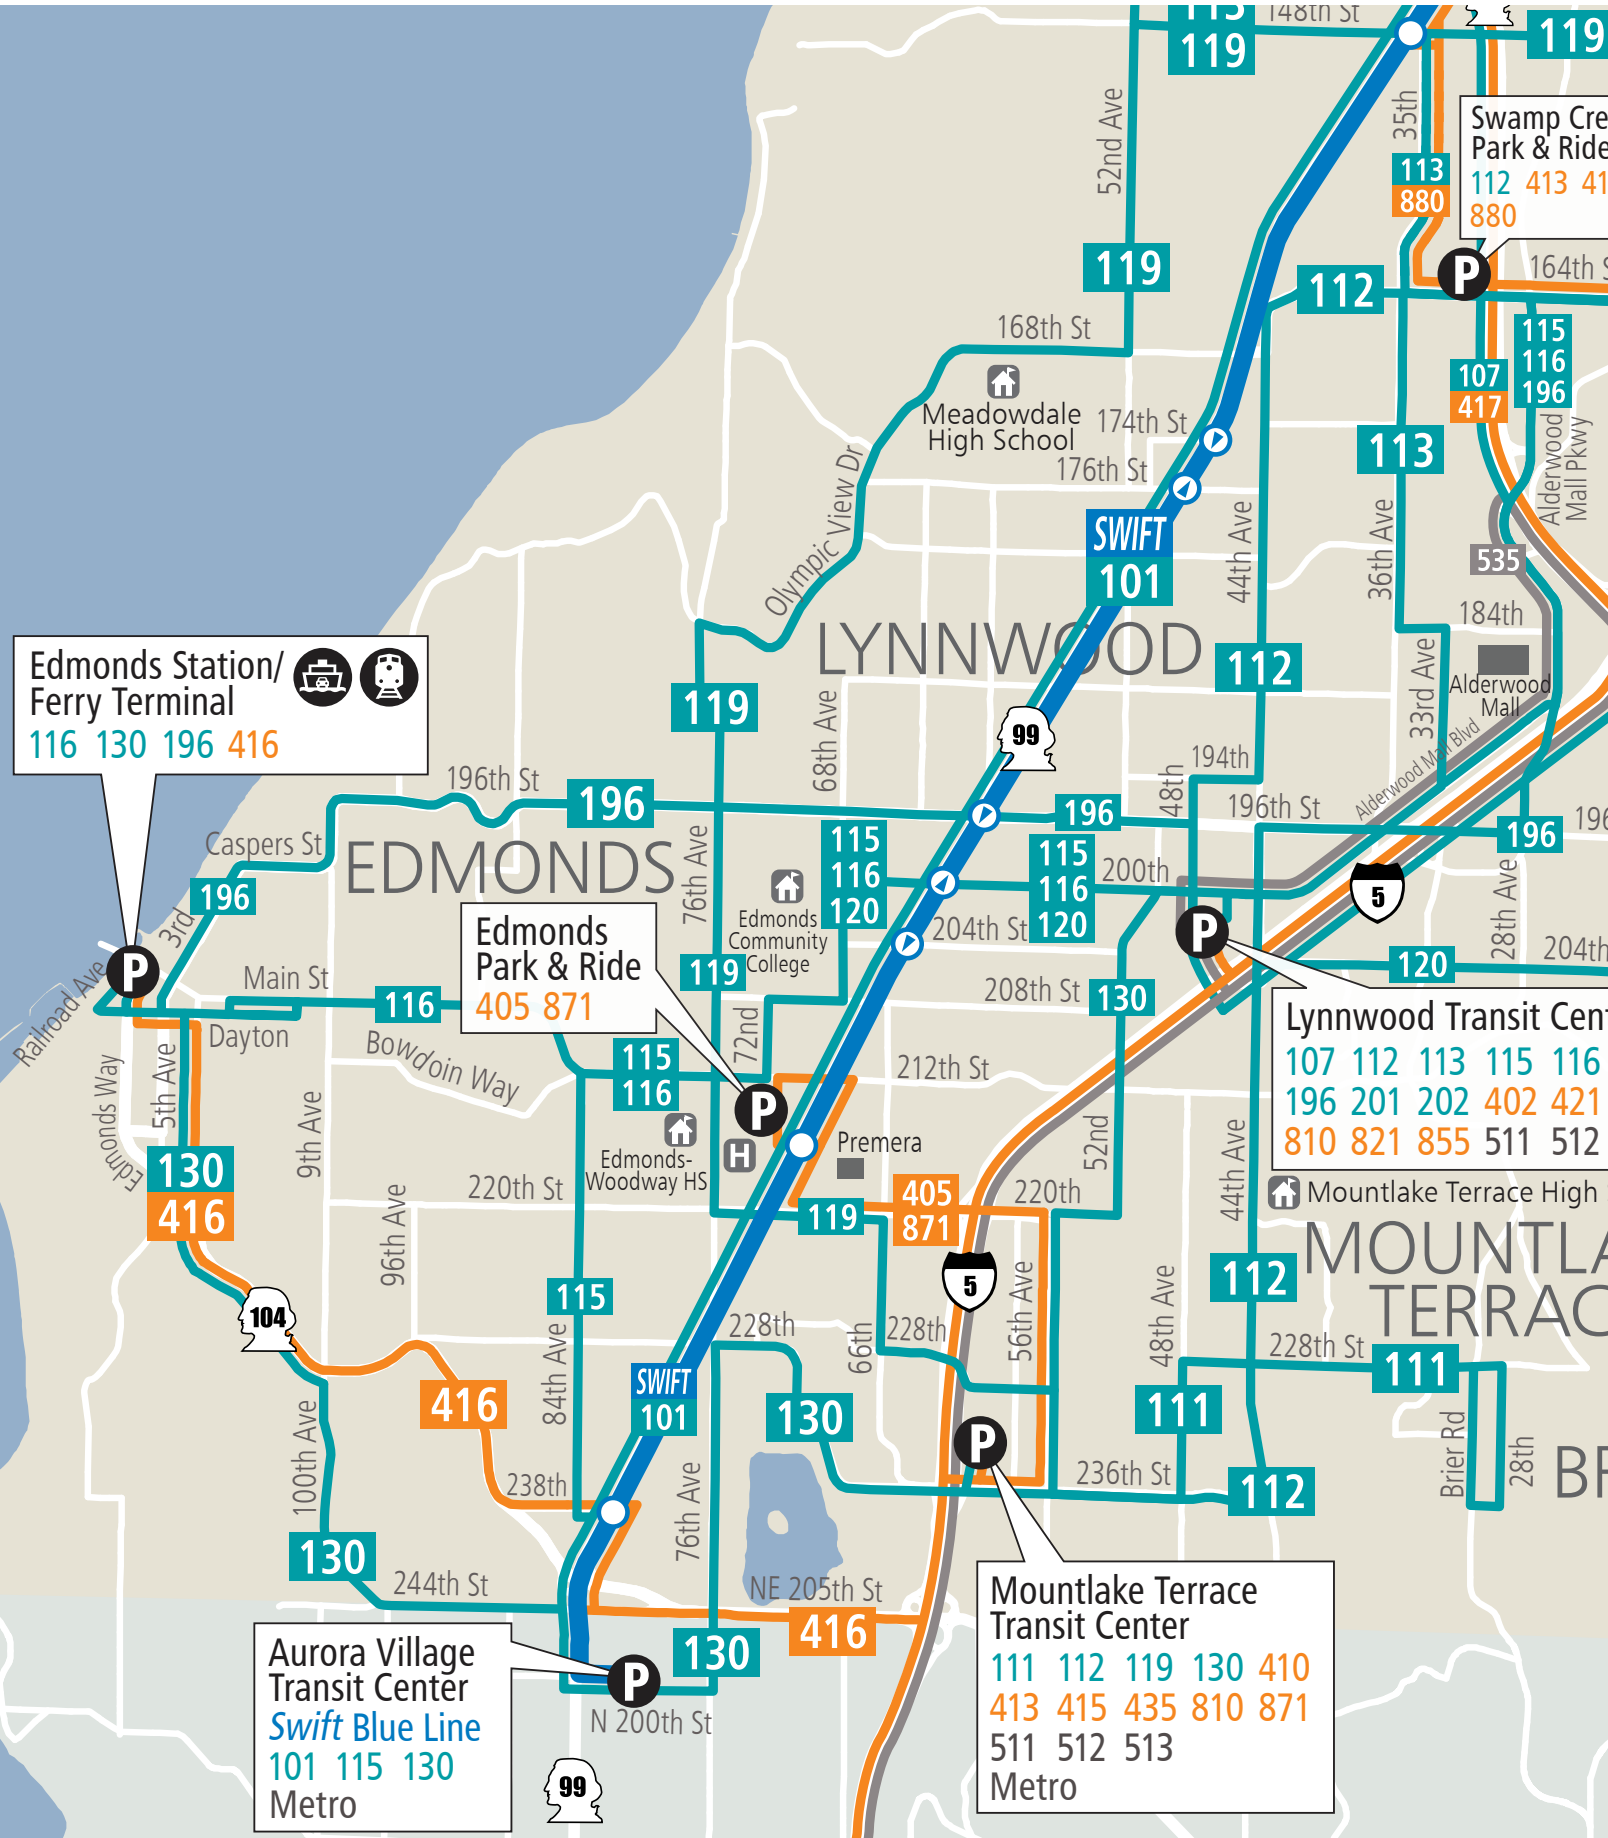 115
148th St
119
119
52nd Ave
35th
113
880
Swamp Cre
Park & Ride
112 413 41
880
P
164th S
119
112
168th St
115
116
196
107
417
Meadowdale
High School
174th St
176th St
113
Alderwood
Mall Pkwy
Olympic View Dr
SWIFT
101
44th Ave
36th Ave
535
184th
LYNNWOOD
112
33rd Ave
Alderwood
Mall
Edmonds Station/
Ferry Terminal
116 130 196 416
119
68th Ave
99
194th
48th
Alderwood Mall Blvd
196th St
196
196
196th St
196
196
Caspers St
EDMONDS
76th Ave
115
116
120
115
116
120
200th
5
28th Ave
196
3rd
Edmonds
Community
College
Edmonds
Park & Ride
405 871
204th St
P
204th
P
Railroad Ave
Main St
116
119
208th St
130
120
Dayton
Bowdoin Way
72nd
Lynnwood Transit Cent
107 112 113 115 116
196 201 202 402 421
810 821 855 511 512
Edmonds Way
5th Ave
9th Ave
115
116
212th St
P
52nd
44th Ave
Premera
H
Edmonds-
Woodway HS
130
416
220th St
405
871
220th
Mountlake Terrace High
119
96th Ave
MOUNTLA
TERRAC
5
56th Ave
48th Ave
112
104
115
84th Ave
228th
66th
228th
228th St
111
SWIFT
101
416
130
111
Brier Rd
28th
BR
P
100th Ave
238th
76th Ave
236th St
112
130
244th St
NE 205th St
416
Mountlake Terrace
Transit Center
111 112 119 130 410
413 415 435 810 871
511 512 513
Metro
Aurora Village
Transit Center
Swift Blue Line
101 115 130
Metro
P
130
N 200th St
99